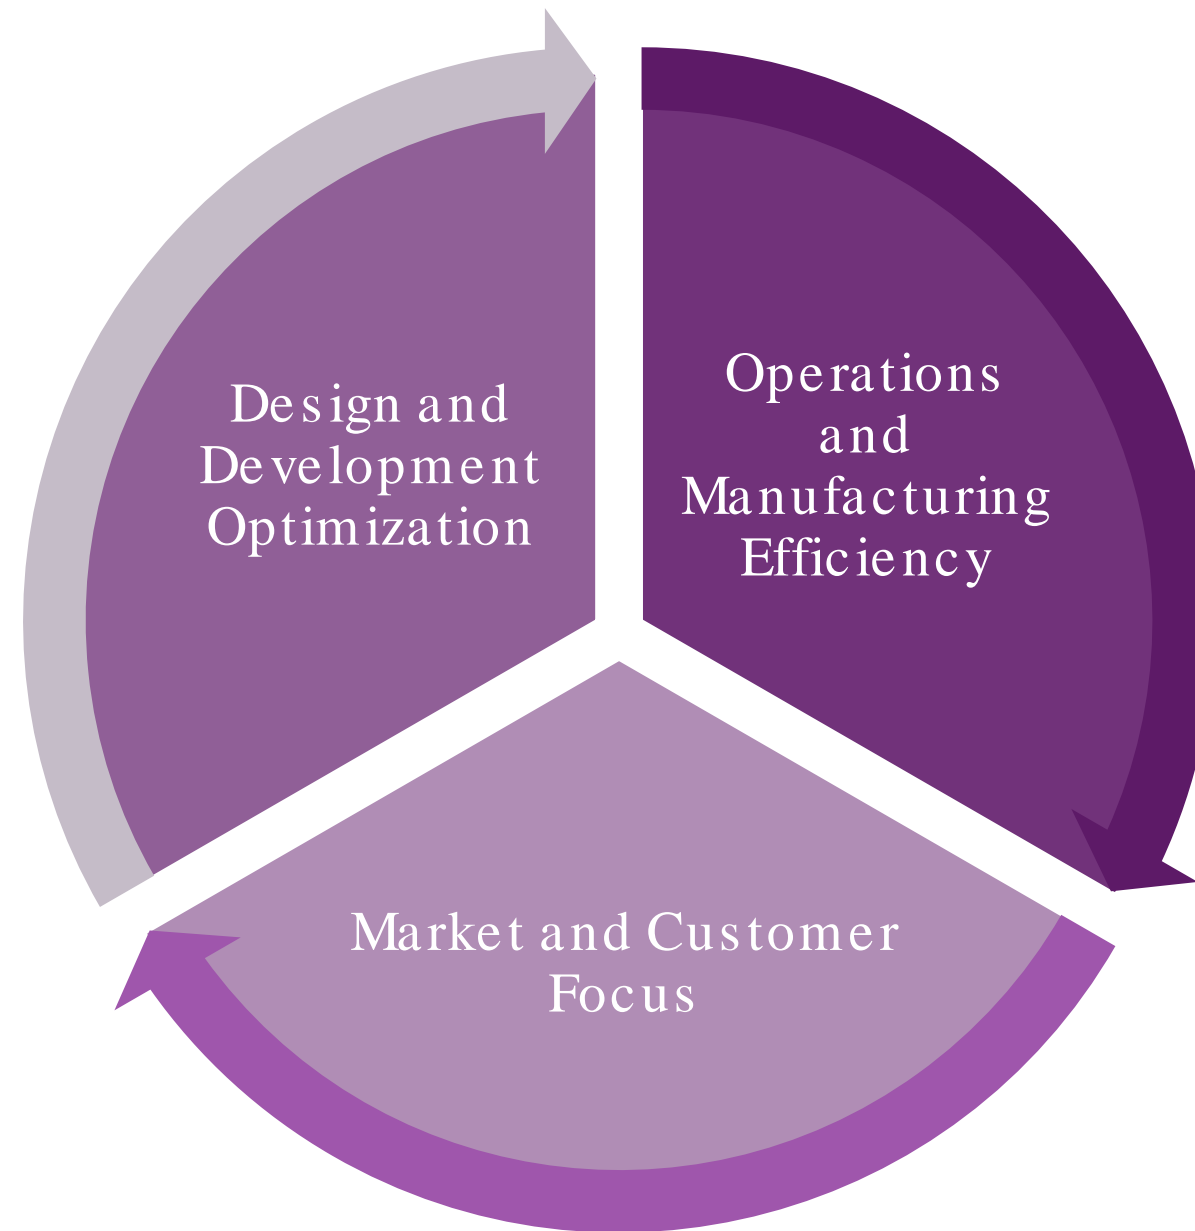 Design and
Development
Optimization
Operations
and
Manufacturing
Efficiency
Market and Customer
Focus